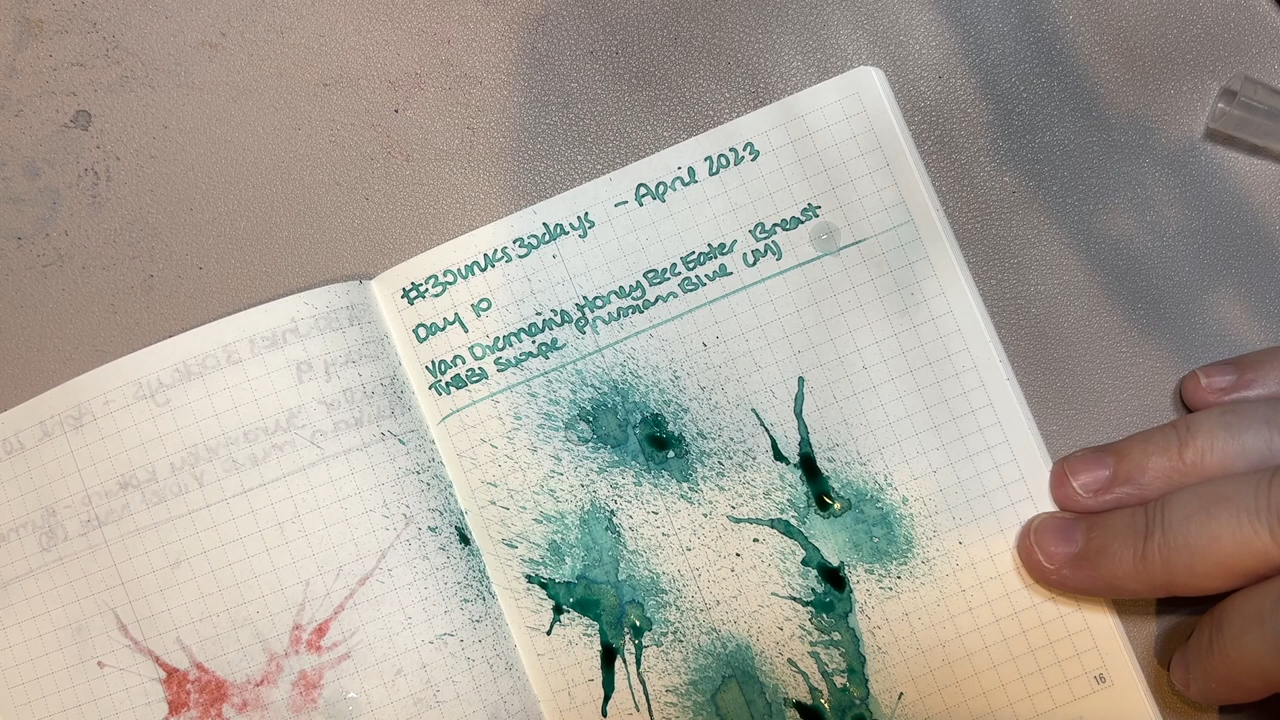 #30inks30days - April 2023
Day 10
Van Dieman's Honey Bee Eater Breast
TWSBI Swipe Prussian Blue (M)
16